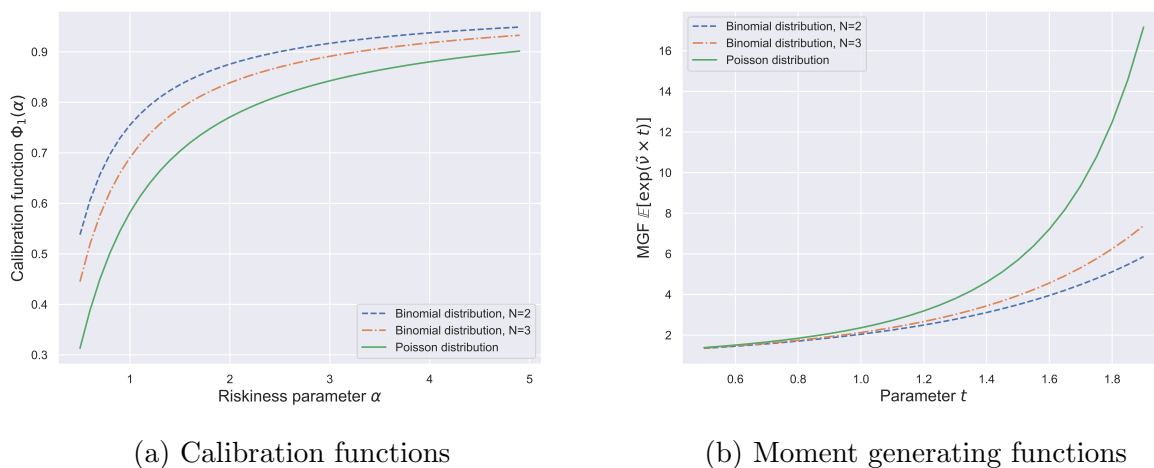 0.9
0.8
0.7
0.6
0.5
0.4
0.3
Calibration function Φ₁(α)
Binomial distribution, N=2
Binomial distribution, N=3
Poisson distribution
1 2 3 4 5
Riskiness parameter α
(a) Calibration functions
Binomial distribution, N=2
Binomial distribution, N=3
Poisson distribution
16
14
12
10
8
6
4
2
MGF 𝔼[exp(ṽ × t)]
0.6 0.8 1.0 1.2 1.4 1.6 1.8
Parameter t
(b) Moment generating functions